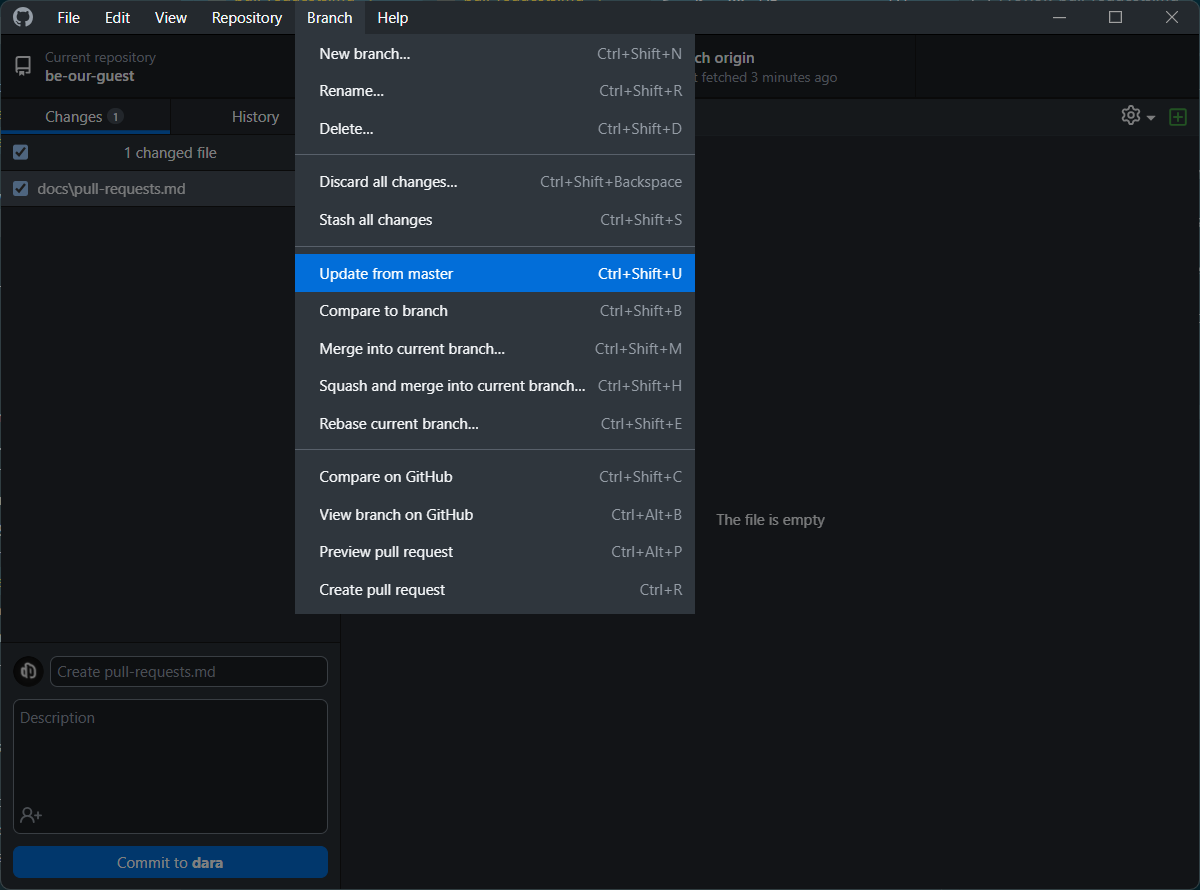 File Edit View Repository Branch Help
Current repository
be-our-guest
ch origin
fetched 3 minutes ago
Changes 1 History
1 changed file
docs\pull-requests.md
New branch... Ctrl+Shift+N
Rename... Ctrl+Shift+R
Delete... Ctrl+Shift+D
Discard all changes... Ctrl+Shift+Backspace
Stash all changes Ctrl+Shift+S
Update from master Ctrl+Shift+U
Compare to branch Ctrl+Shift+B
Merge into current branch... Ctrl+Shift+M
Squash and merge into current branch... Ctrl+Shift+H
Rebase current branch... Ctrl+Shift+E
Compare on GitHub Ctrl+Shift+C
View branch on GitHub Ctrl+Alt+B
Preview pull request Ctrl+Alt+P
Create pull request Ctrl+R
The file is empty
Create pull-requests.md
Description
Commit to dara